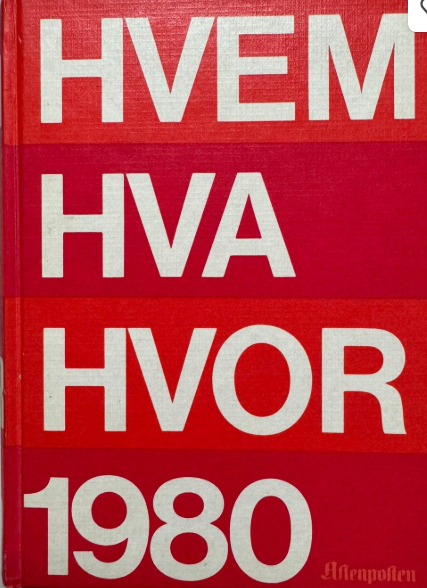 HVEM
HVA
HVOR
1980
Aftenposten